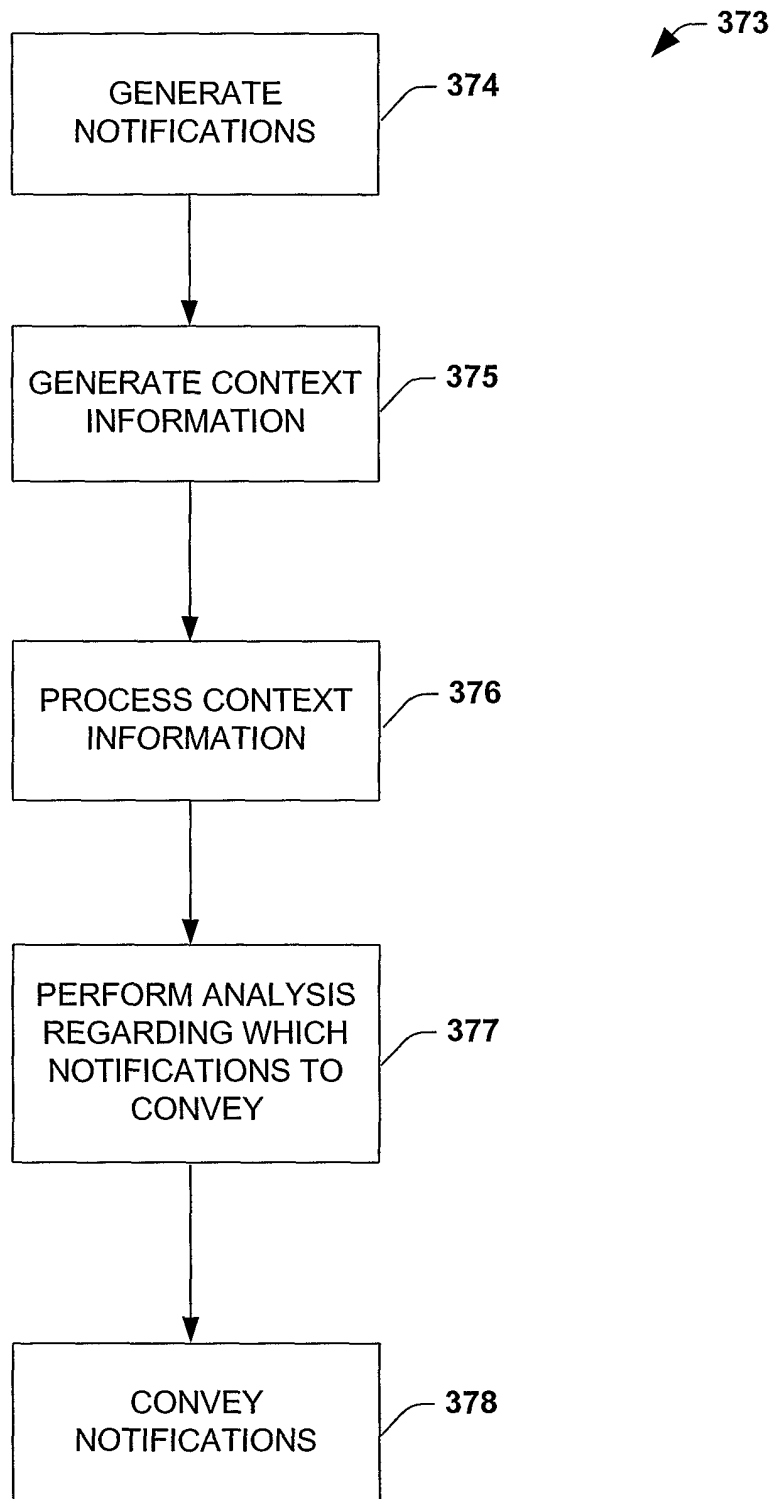 373
GENERATE
NOTIFICATIONS
374
GENERATE CONTEXT
INFORMATION
375
PROCESS CONTEXT
INFORMATION
376
PERFORM ANALYSIS
REGARDING WHICH
NOTIFICATIONS TO
CONVEY
377
CONVEY
NOTIFICATIONS
378